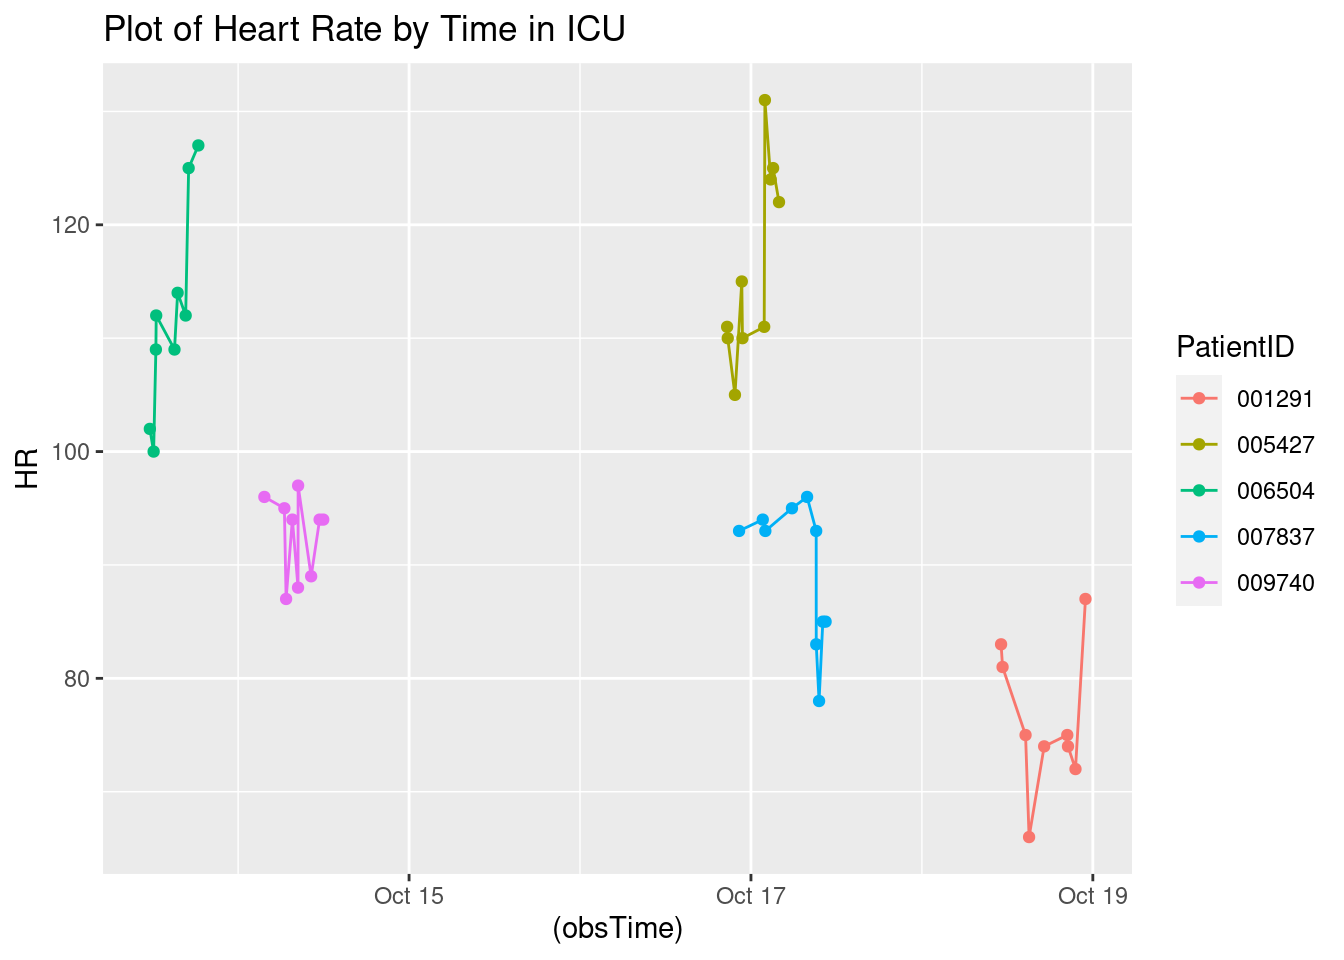 Plot of Heart Rate by Time in ICU
120
100
80
HR
Oct 15
Oct 17
Oct 19
(obsTime)
PatientID
001291
005427
006504
007837
009740